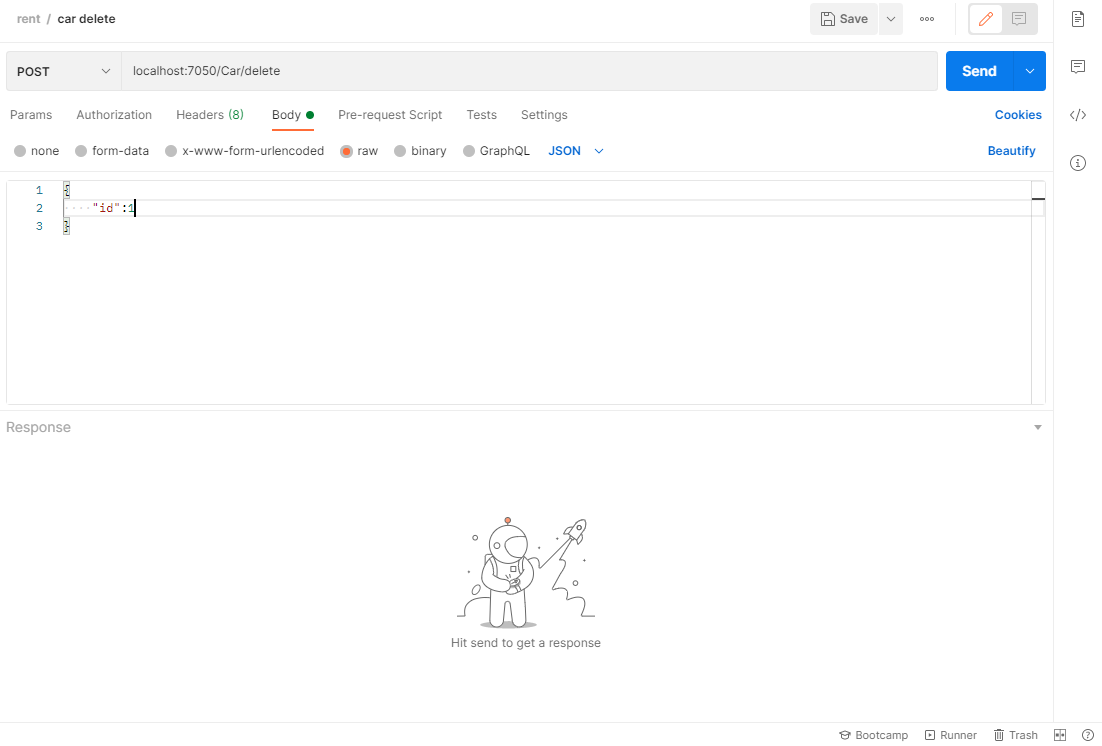 rent / car delete
Save
POST
localhost:7050/Car/delete
Send
Params Authorization Headers (8) Body Pre-request Script Tests Settings
Cookies
none form-data x-www-form-urlencoded raw binary GraphQL JSON
Beautify
1 {
2 "id":1
3 }
Response
Hit send to get a response
Bootcamp Runner Trash